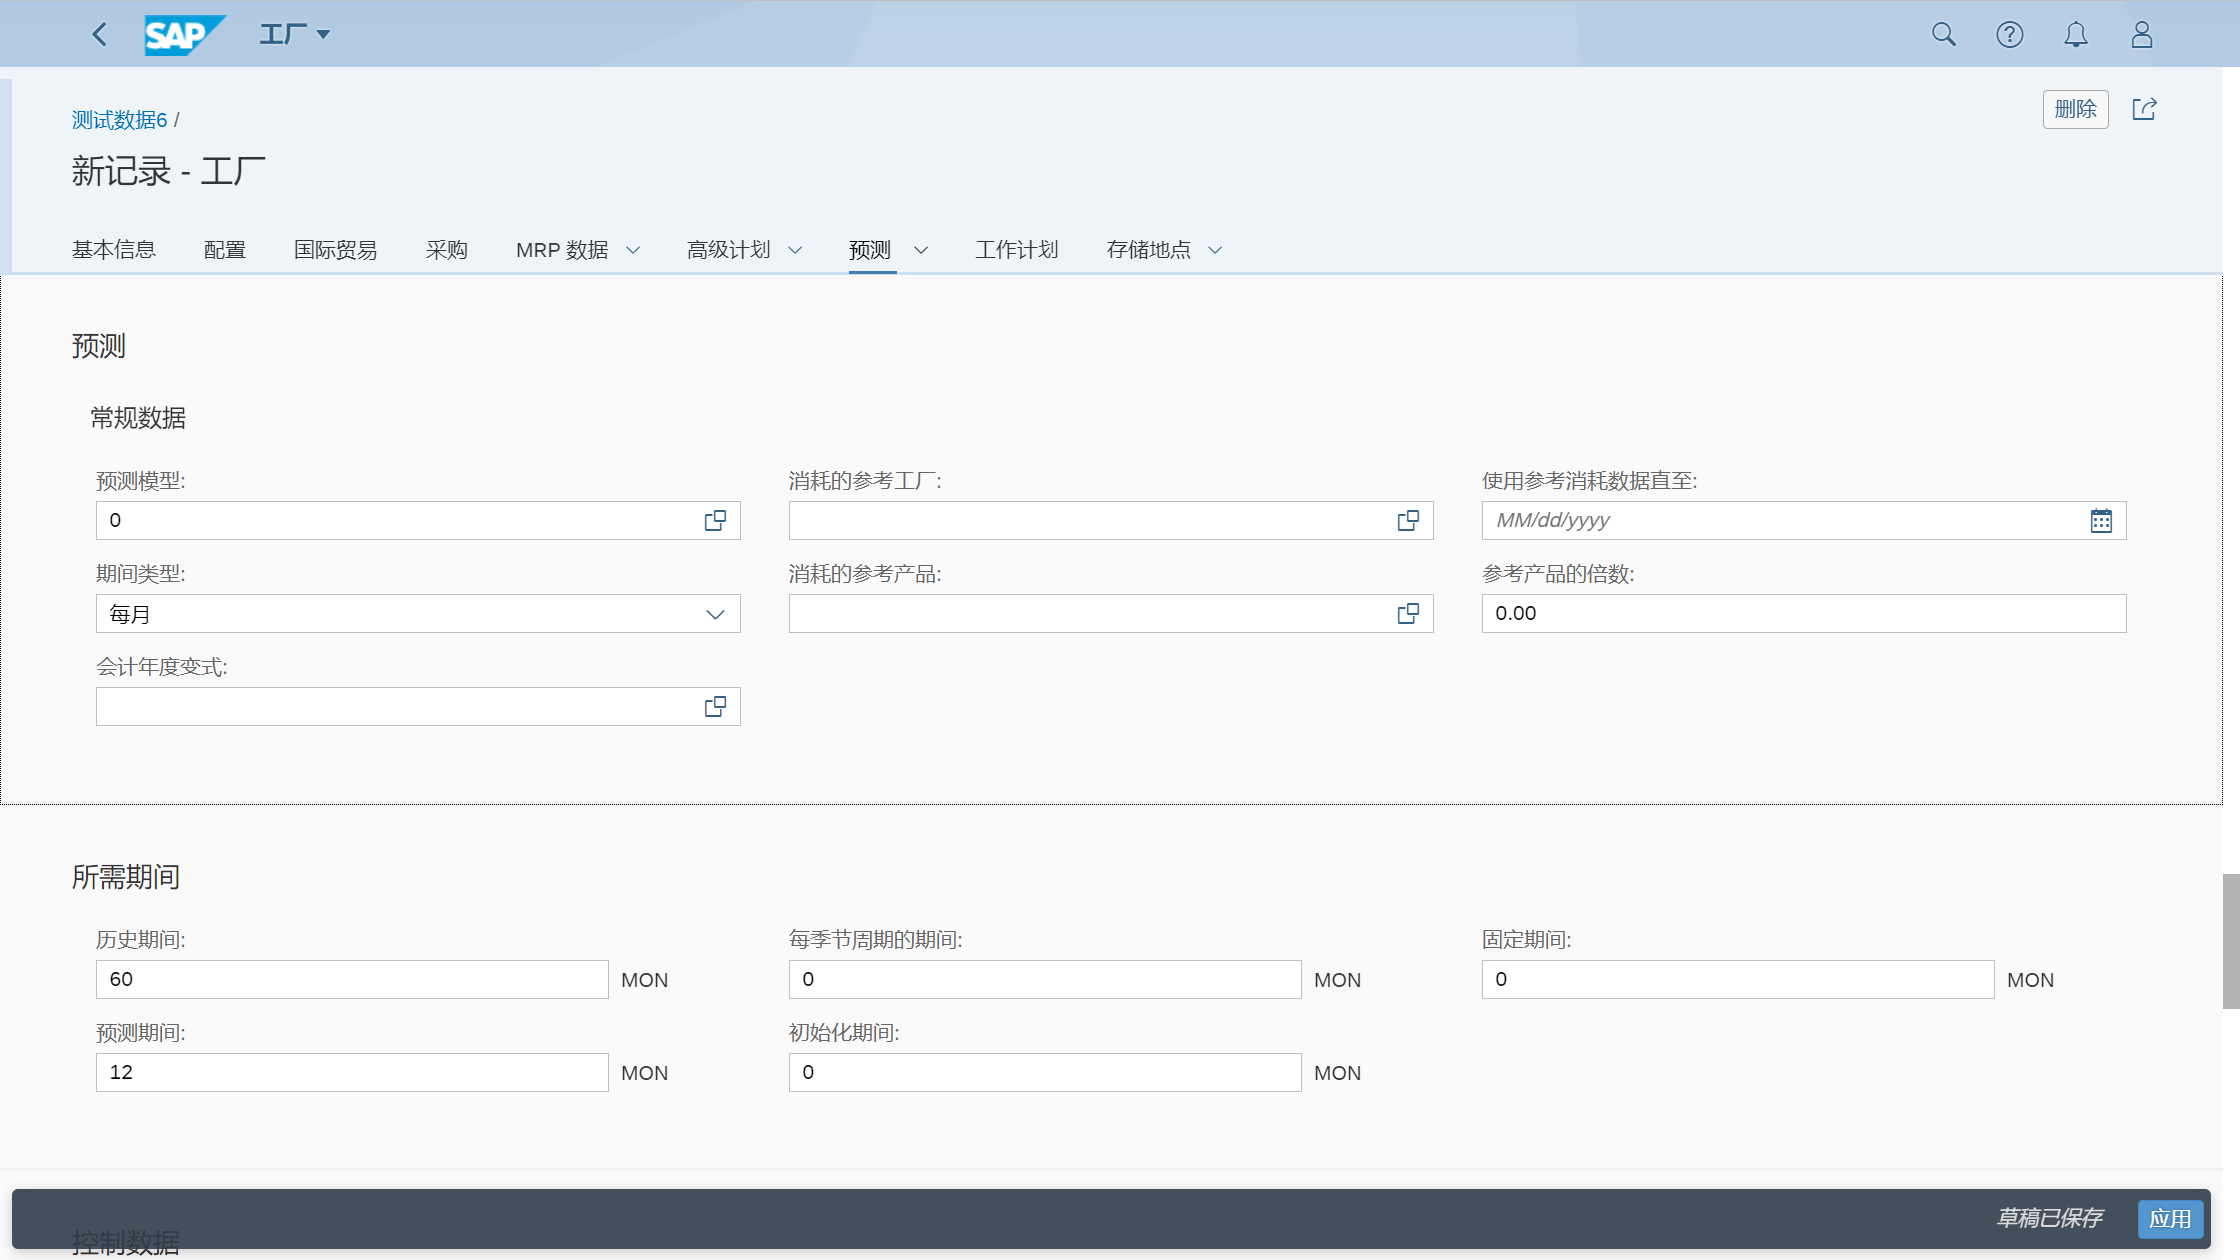 SAP 工厂
测试数据6 /
删除
新记录 - 工厂
基本信息 配置 国际贸易 采购 MRP 数据 高级计划 预测 工作计划 存储地点
预测
常规数据
预测模型: 消耗的参考工厂: 使用参考消耗数据直至:
0 MM/dd/yyyy
期间类型: 消耗的参考产品: 参考产品的倍数:
每月 0.00
会计年度变式:
所需期间
历史期间: 每季节周期的期间: 固定期间:
60 MON 0 MON 0 MON
预测期间: 初始化期间:
12 MON 0 MON
草稿已保存 应用
控制数据